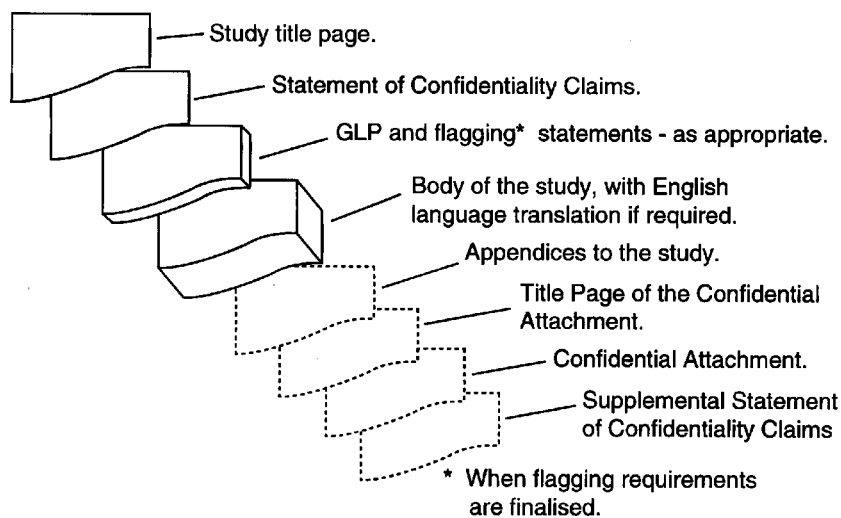 Study title page.
Statement of Confidentiality Claims.
GLP and flagging* statements - as appropriate.
Body of the study, with English
language translation if required.
Appendices to the study.
Title Page of the Confidential
Attachment.
Confidential Attachment.
Supplemental Statement
of Confidentiality Claims
* When flagging requirements
are finalised.